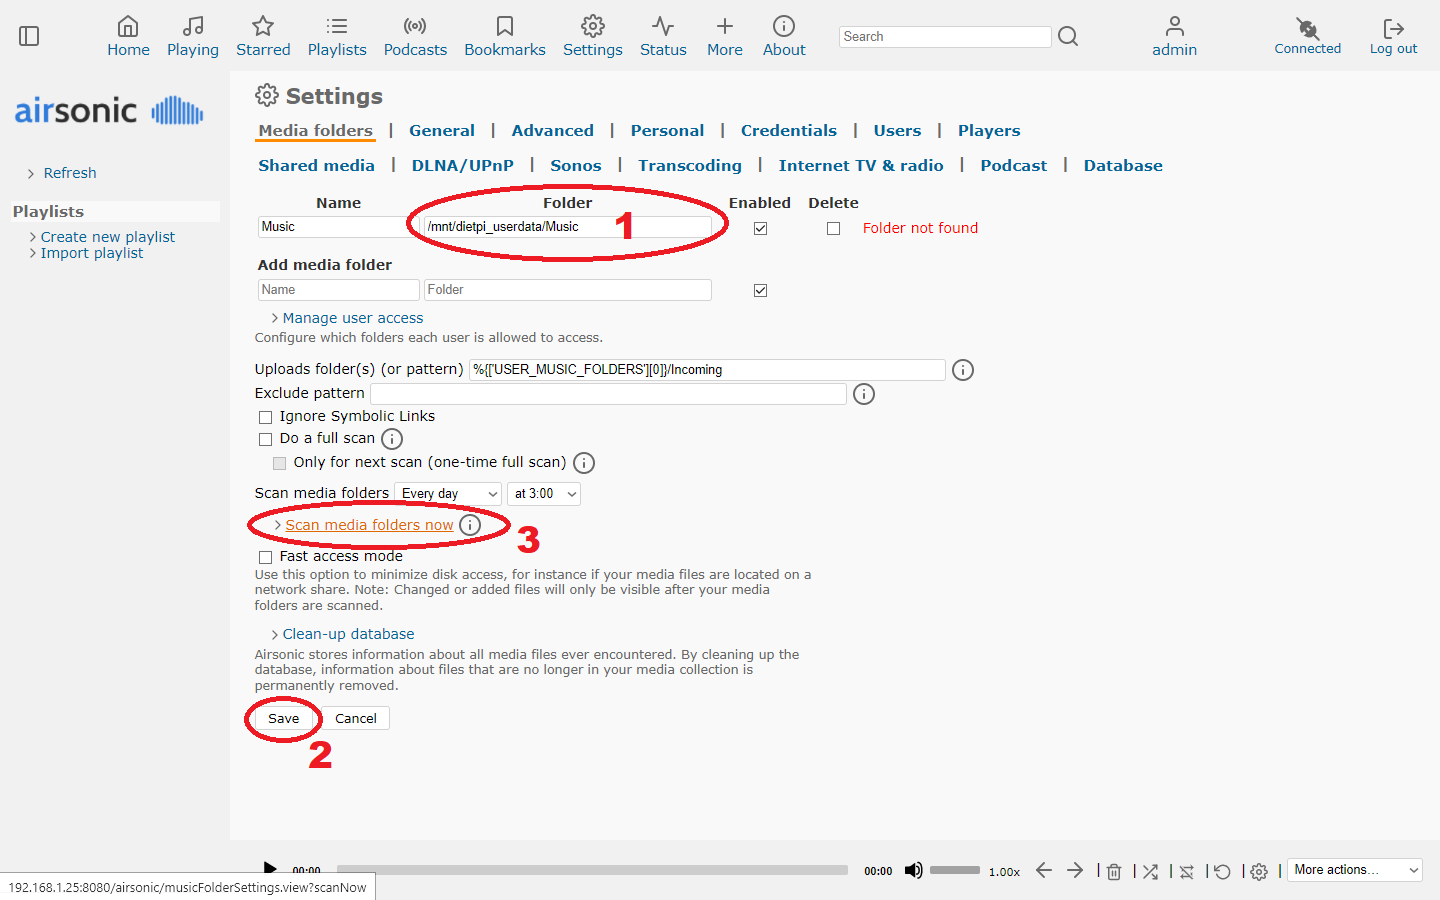 Home Playing Starred Playlists Podcasts Bookmarks Settings Status More About Search admin Connected Log out
airsonic
Refresh
Playlists
Create new playlist
Import playlist
Settings
Media folders | General | Advanced | Personal | Credentials | Users | Players
Shared media | DLNA/UPnP | Sonos | Transcoding | Internet TV & radio | Podcast | Database
Name Folder Enabled Delete
Music /mnt/dietpi_userdata/Music 1 Folder not found
Add media folder
Name Folder
Manage user access
Configure which folders each user is allowed to access.
Uploads folder(s) (or pattern) %{['USER_MUSIC_FOLDERS'][0]}/Incoming
Exclude pattern
Ignore Symbolic Links
Do a full scan
Only for next scan (one-time full scan)
Scan media folders Every day at 3:00
Scan media folders now 3
Fast access mode
Use this option to minimize disk access, for instance if your media files are located on a
network share. Note: Changed or added files will only be visible after your media
folders are scanned.
Clean-up database
Airsonic stores information about all media files ever encountered. By cleaning up the
database, information about files that are no longer in your media collection is
permanently removed.
Save Cancel
2
00:00 00:00 1.00x | | | | | | More actions...
192.168.1.25:8080/airsonic/musicFolderSettings.view?scanNow